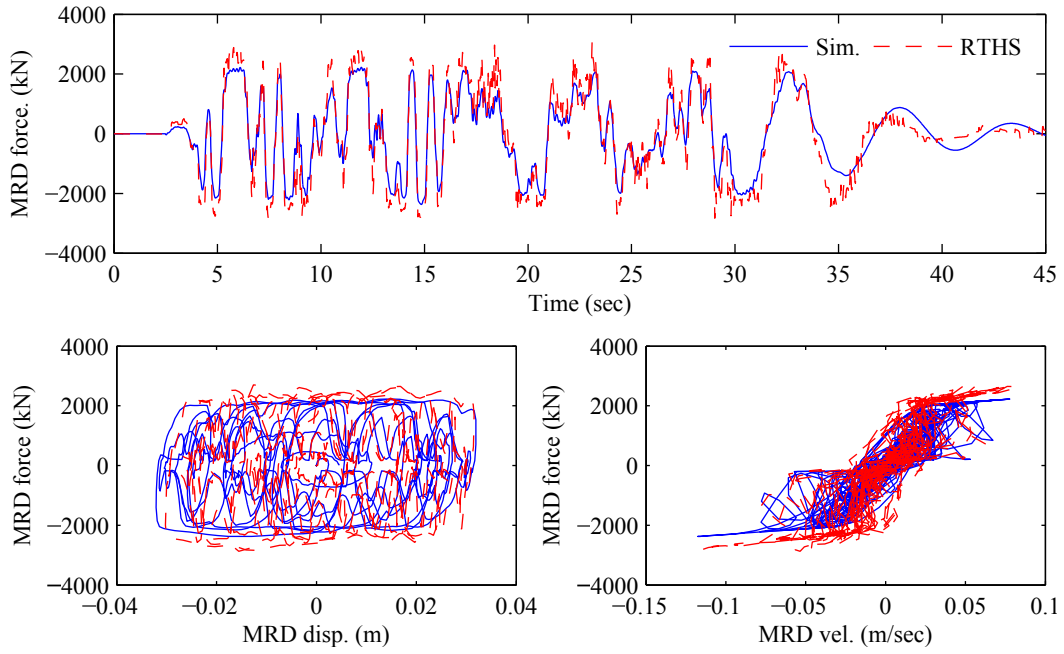 4000
2000
0
−2000
−4000
MRD force. (kN)
Sim.
RTHS
0 5 10 15 20 25 30 35 40 45
Time (sec)
4000
2000
0
−2000
−4000
MRD force (kN)
−0.04 −0.02 0 0.02 0.04
MRD disp. (m)
4000
2000
0
−2000
−4000
MRD force (kN)
−0.15 −0.1 −0.05 0 0.05 0.1
MRD vel. (m/sec)